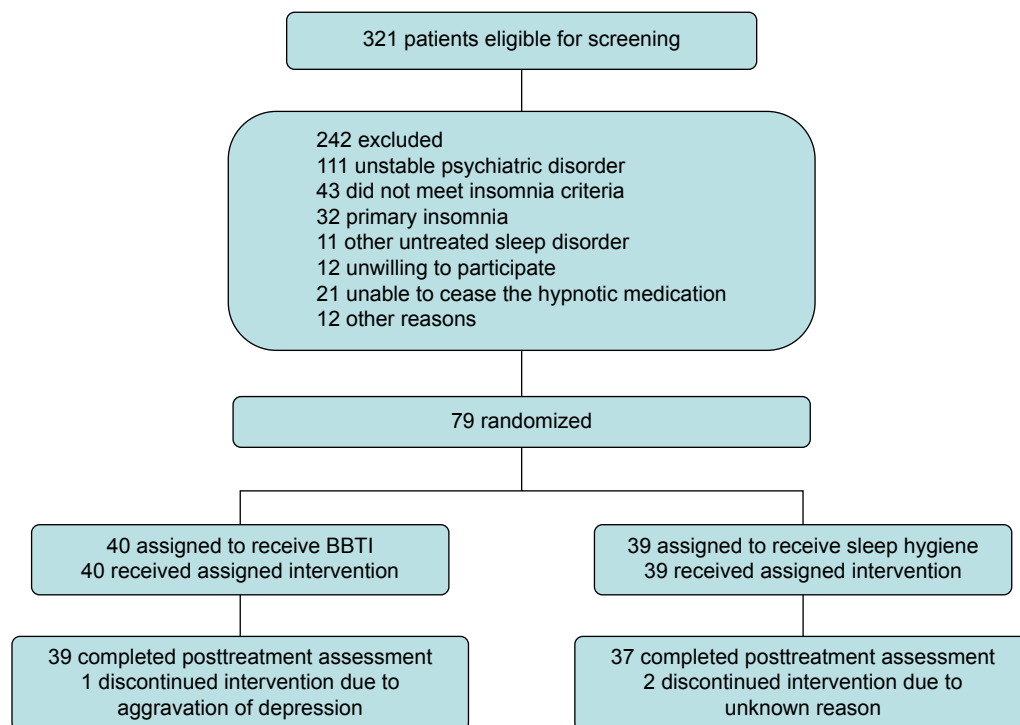 321 patients eligible for screening
242 excluded
111 unstable psychiatric disorder
43 did not meet insomnia criteria
32 primary insomnia
11 other untreated sleep disorder
12 unwilling to participate
21 unable to cease the hypnotic medication
12 other reasons
79 randomized
40 assigned to receive BBTI
40 received assigned intervention
39 assigned to receive sleep hygiene
39 received assigned intervention
39 completed posttreatment assessment
1 discontinued intervention due to
aggravation of depression
37 completed posttreatment assessment
2 discontinued intervention due to
unknown reason